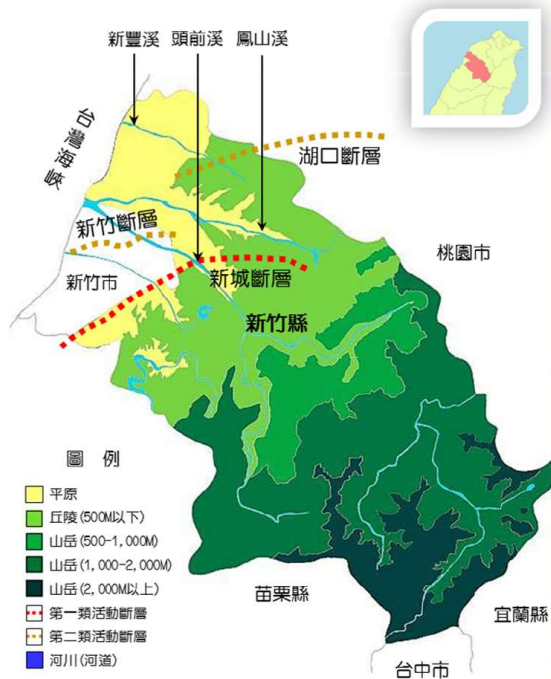 新豐溪 頭前溪 鳳山溪
台灣海峽
湖口斷層
新竹斷層
桃園市
新竹市
新城斷層
新竹縣
圖 例
平原
丘陵(500M以下)
山岳(500-1,000M)
山岳(1,000-2,000M)
山岳(2,000M以上)
第一類活動斷層
第二類活動斷層
河川(河道)
苗栗縣
宜蘭縣
台中市